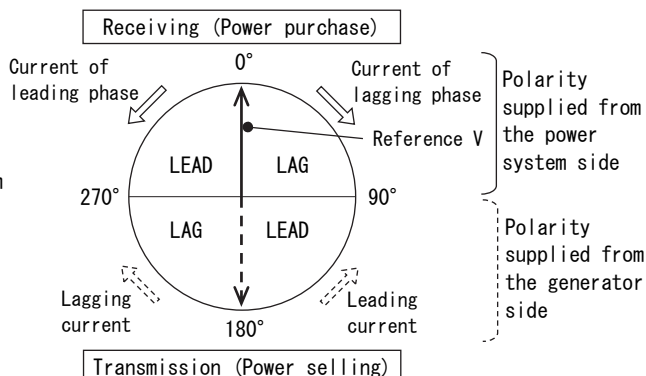 Receiving (Power purchase)
0°
Current of
leading phase
Current of
lagging phase
Polarity
supplied from
the power
system side
Reference V
LEAD
LAG
270°
90°
LAG
LEAD
Polarity
supplied from
the generator
side
Lagging
current
Leading
current
180°
Transmission (Power selling)